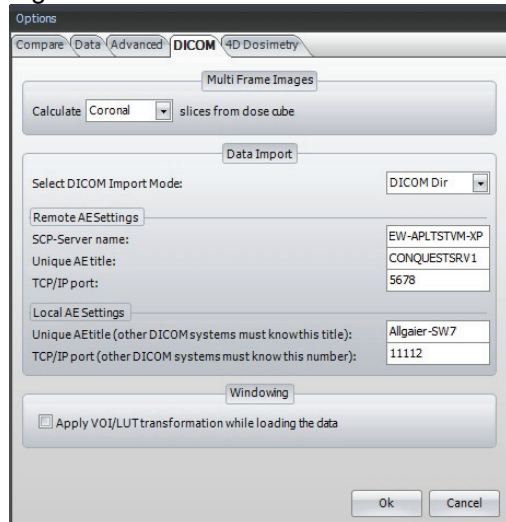 Options
Compare Data Advanced DICOM 4D Dosimetry
Multi Frame Images
Calculate Coronal slices from dose cube
Data Import
Select DICOM Import Mode: DICOM Dir
Remote AE Settings
SCP-Server name: EW-APLTSTVM-XP
Unique AE title: CONQUESTSRV1
TCP/IP port: 5678
Local AE Settings
Unique AEtitle (other DICOM systems must know this title): Allgaier-SW7
TCP/IP port (other DICOM systems must know this number): 11112
Windowing
Apply VOI/LUT transformation while loading the data
Ok Cancel